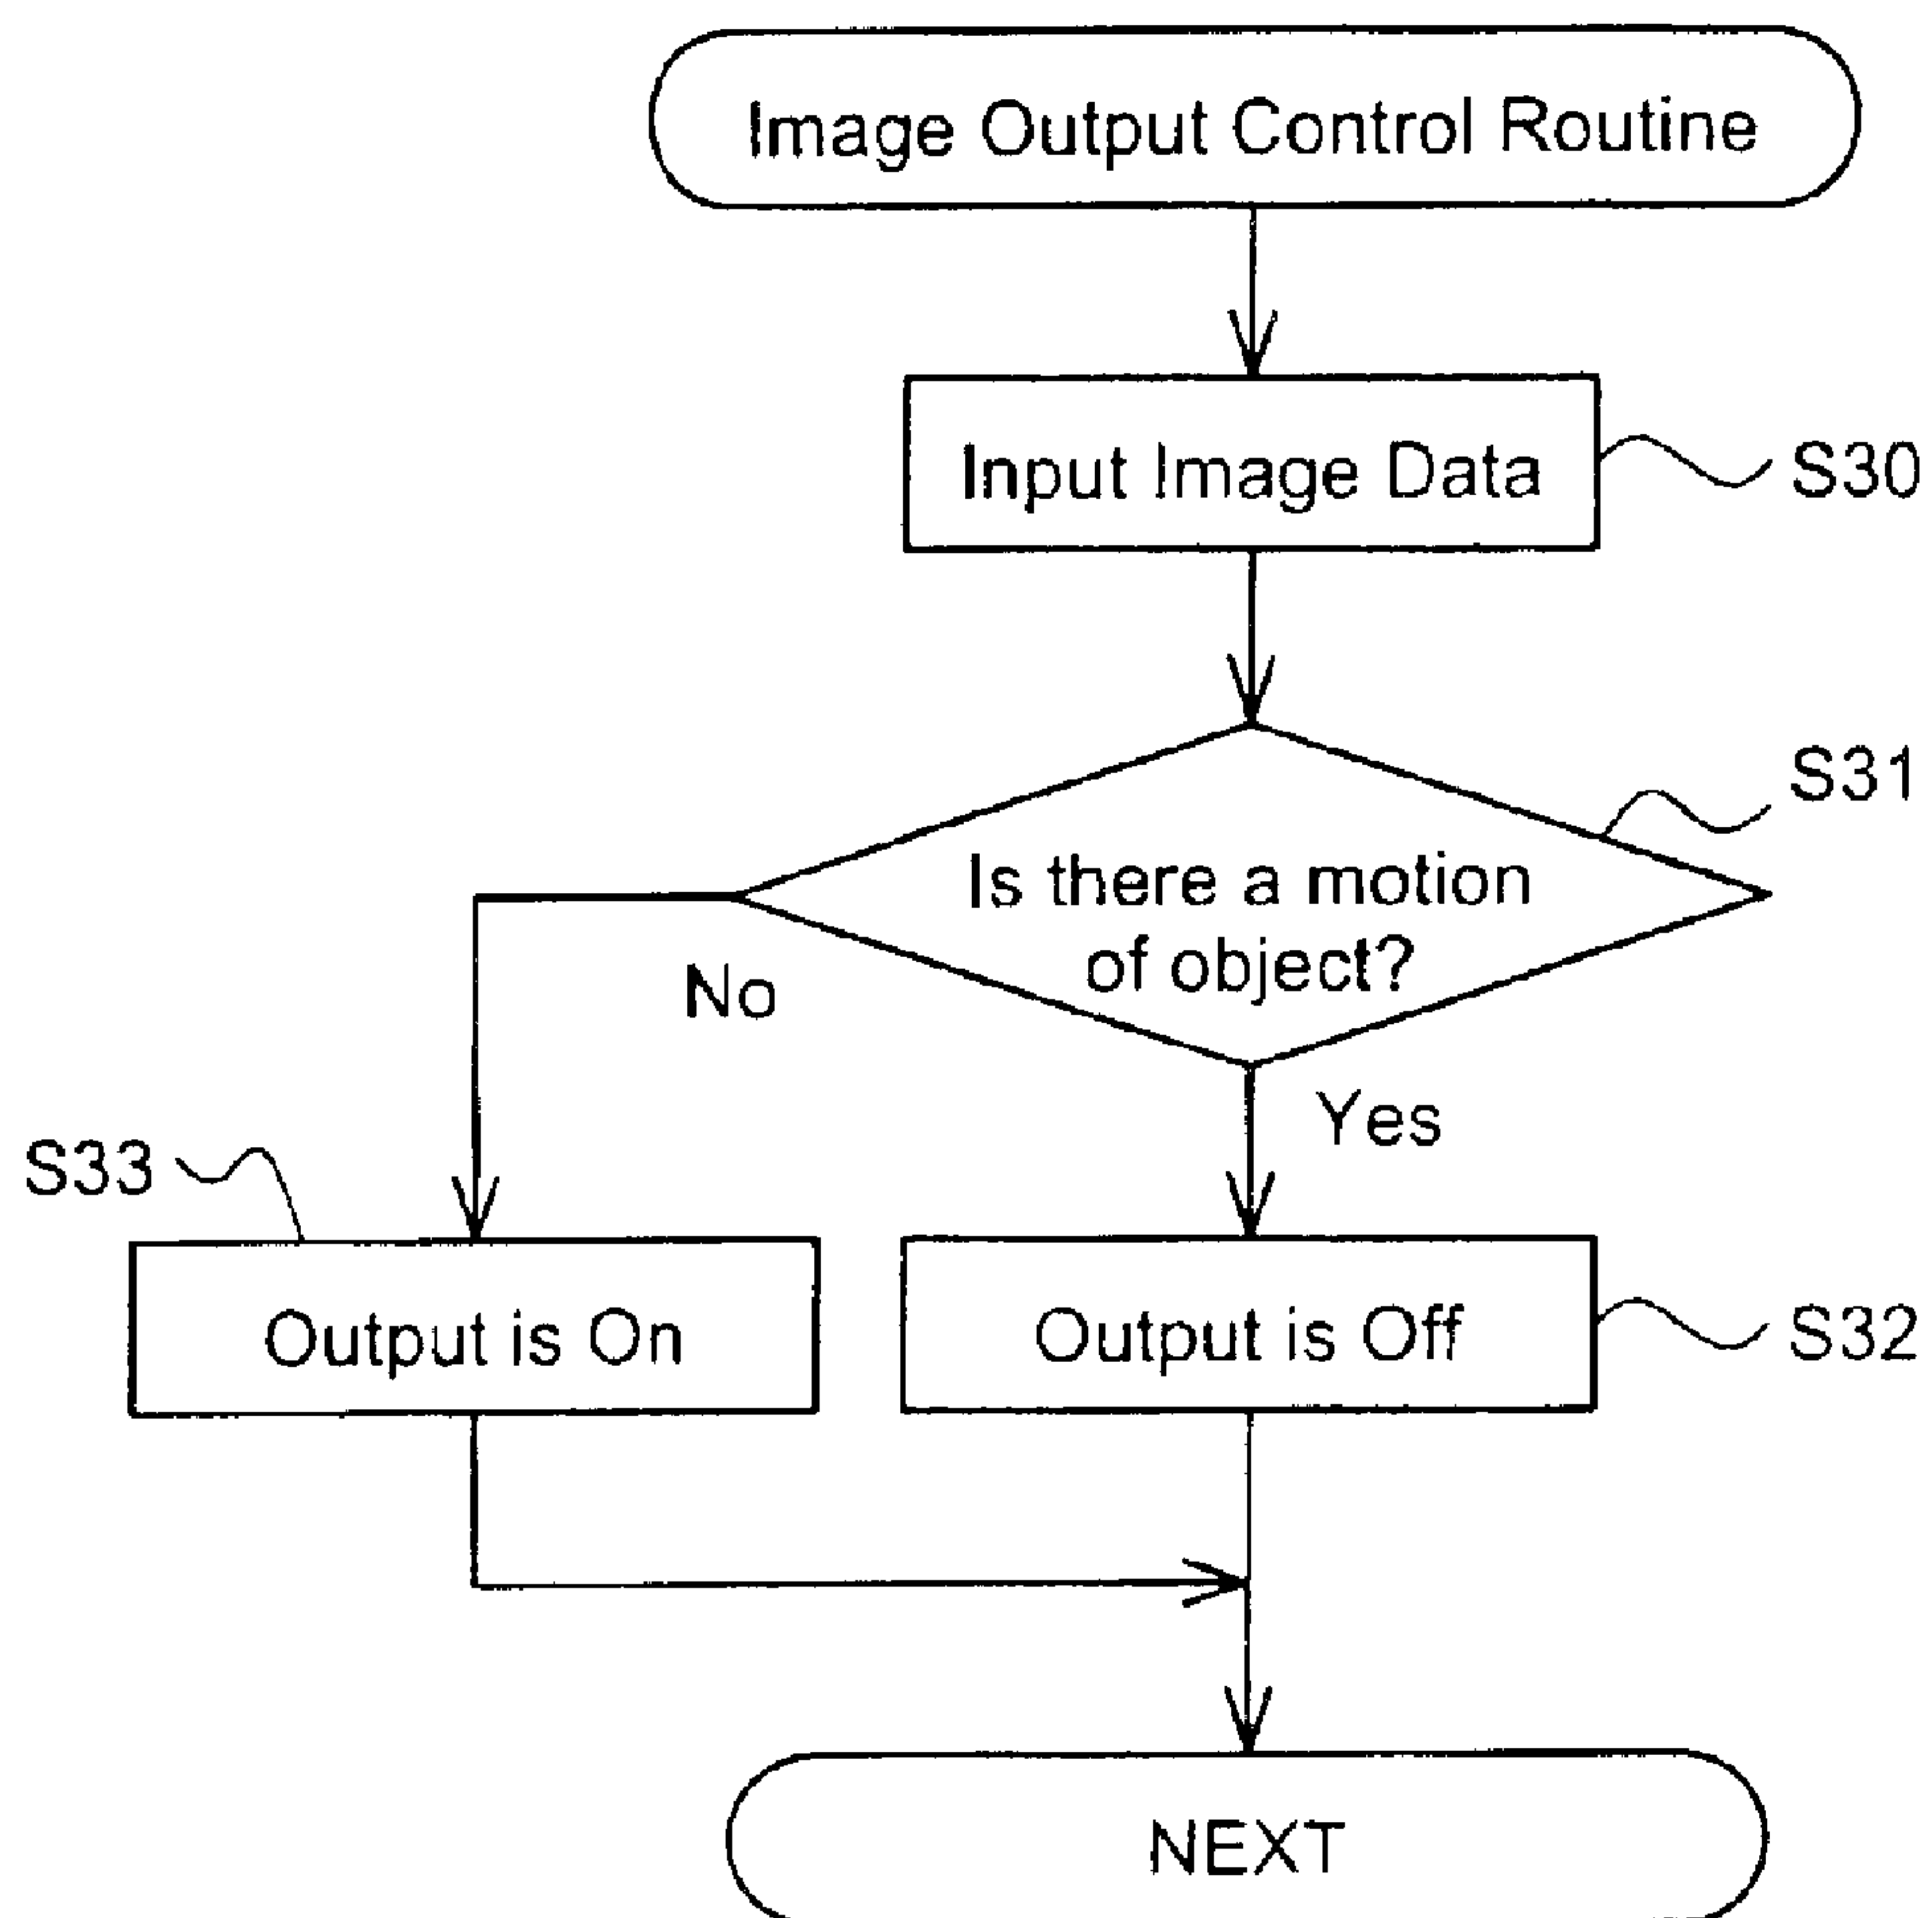 Image Output Control Routine
Input Image Data
S30
S31
Is there a motion
of object?
No
Yes
S33
Output is On
Output is Off
S32
NEXT